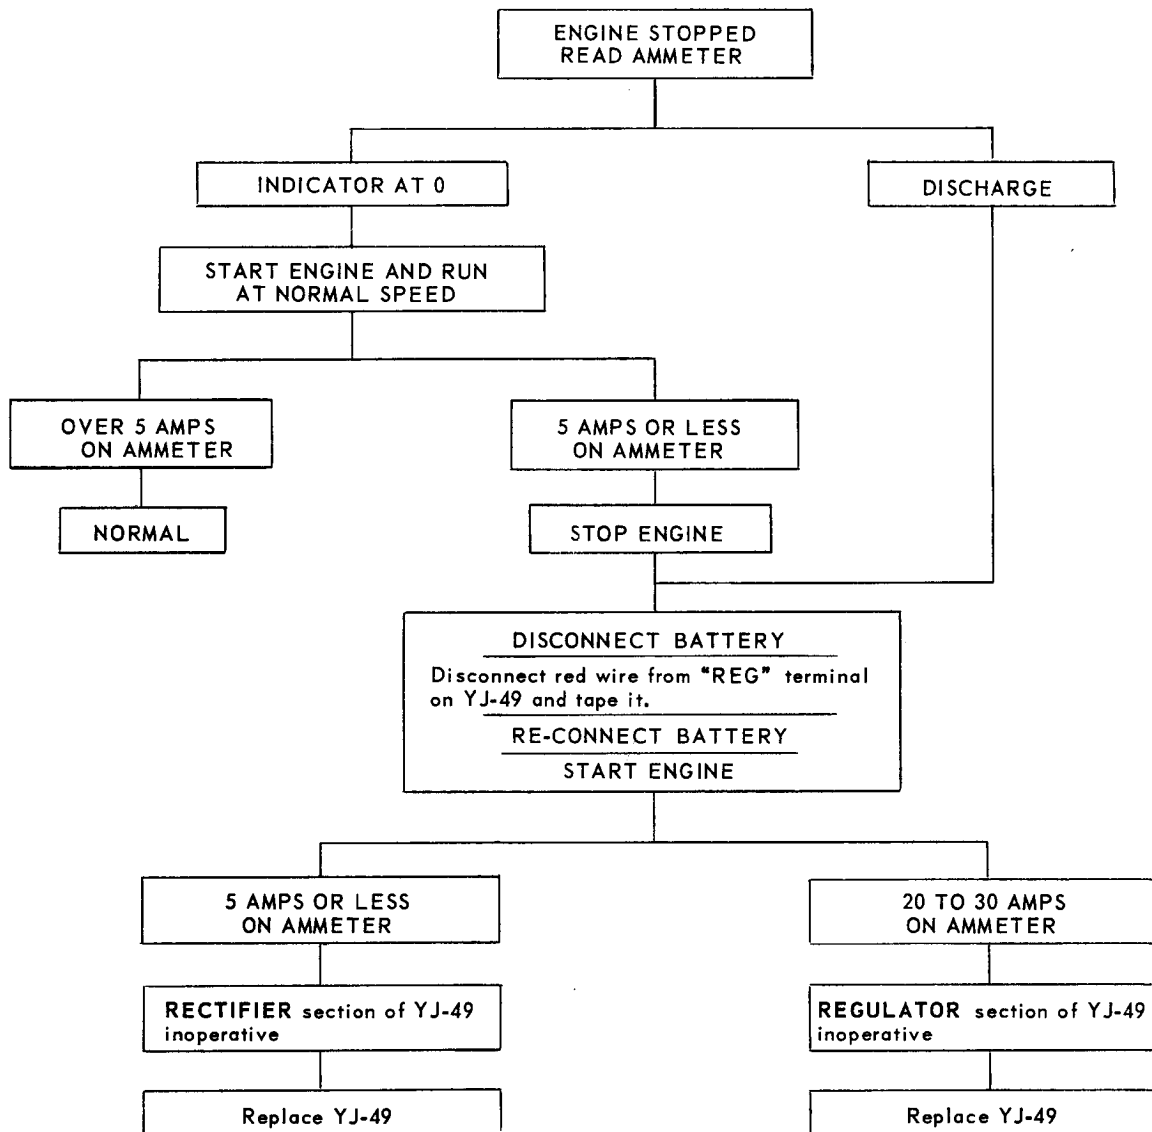 ENGINE STOPPED
READ AMMETER
INDICATOR AT 0
DISCHARGE
START ENGINE AND RUN
AT NORMAL SPEED
OVER 5 AMPS
ON AMMETER
5 AMPS OR LESS
ON AMMETER
NORMAL
STOP ENGINE
DISCONNECT BATTERY
Disconnect red wire from "REG" terminal
on YJ-49 and tape it.
RE-CONNECT BATTERY
START ENGINE
5 AMPS OR LESS
ON AMMETER
20 TO 30 AMPS
ON AMMETER
RECTIFIER section of YJ-49
inoperative
REGULATOR section of YJ-49
inoperative
Replace YJ-49
Replace YJ-49